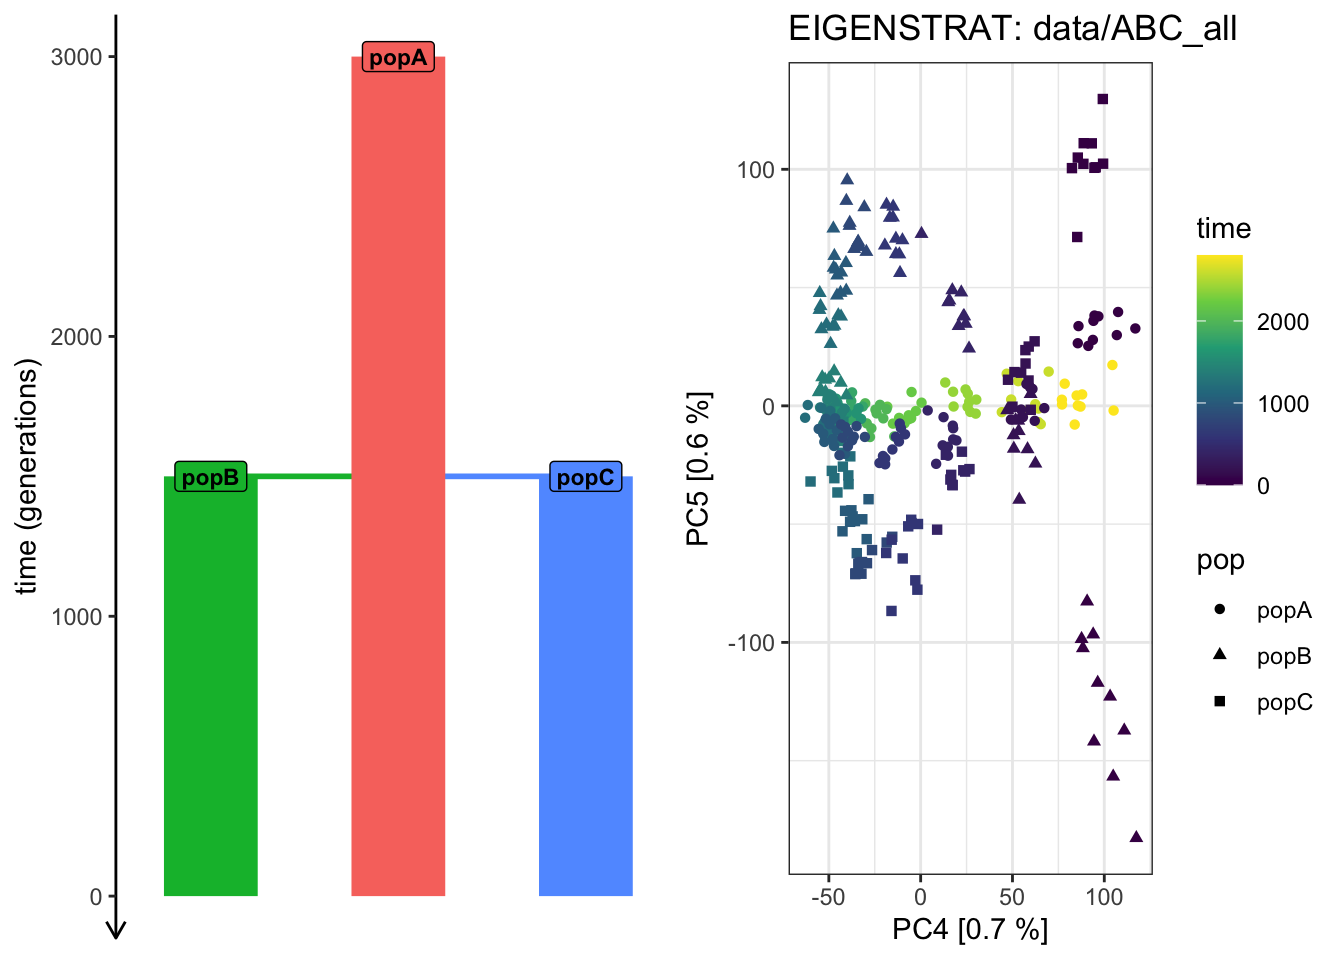 time (generations)
3000
2000
1000
0
popA
popB
popC
EIGENSTRAT: data/ABC_all
PC5 [0.6 %]
100
0
-100
-50
0
50
100
PC4 [0.7 %]
time
2000
1000
0
pop
popA
popB
popC